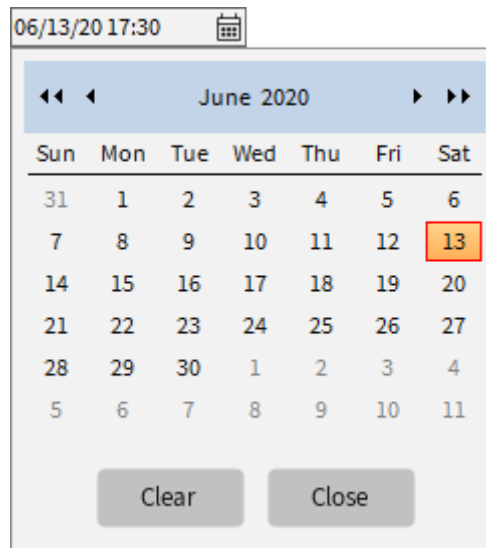 06/13/20 17:30
June 2020
Sun Mon Tue Wed Thu Fri Sat
31 1 2 3 4 5 6
7 8 9 10 11 12 13
14 15 16 17 18 19 20
21 22 23 24 25 26 27
28 29 30 1 2 3 4
5 6 7 8 9 10 11
Clear Close